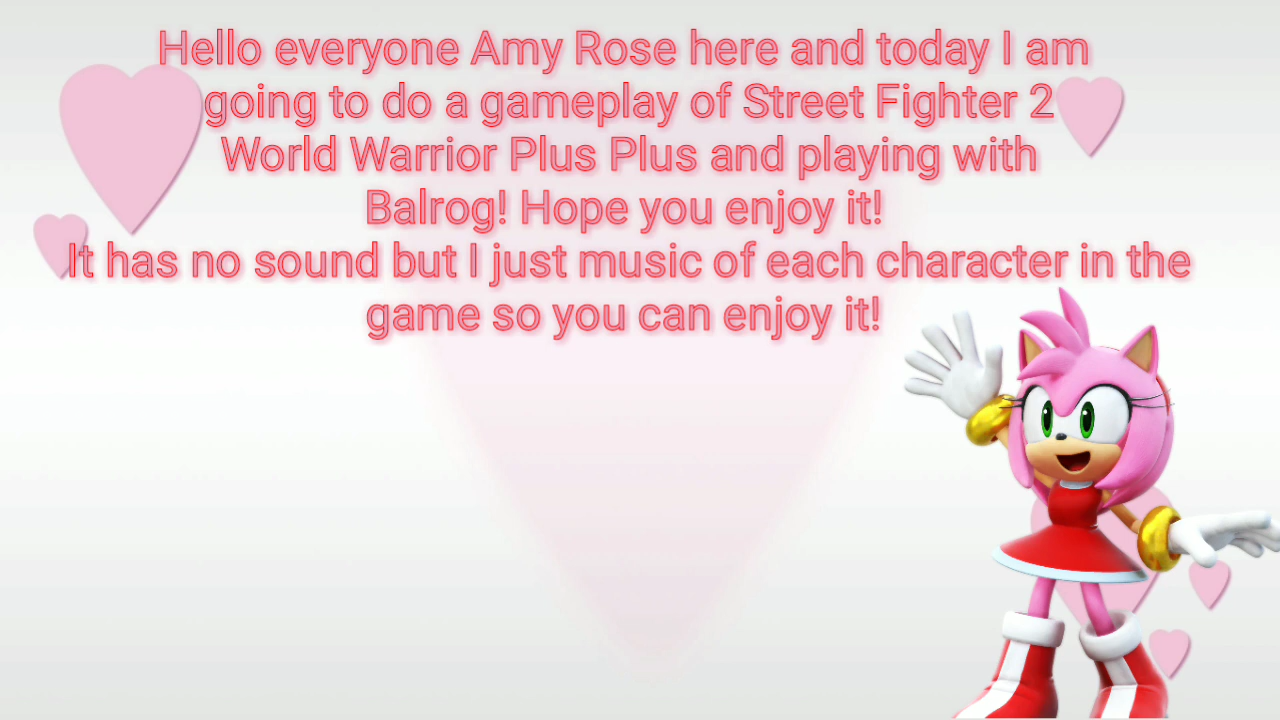 Hello everyone Amy Rose here and today I am
going to do a gameplay of Street Fighter 2
World Warrior Plus Plus and playing with
Balrog! Hope you enjoy it!
It has no sound but I just music of each character in the
game so you can enjoy it!